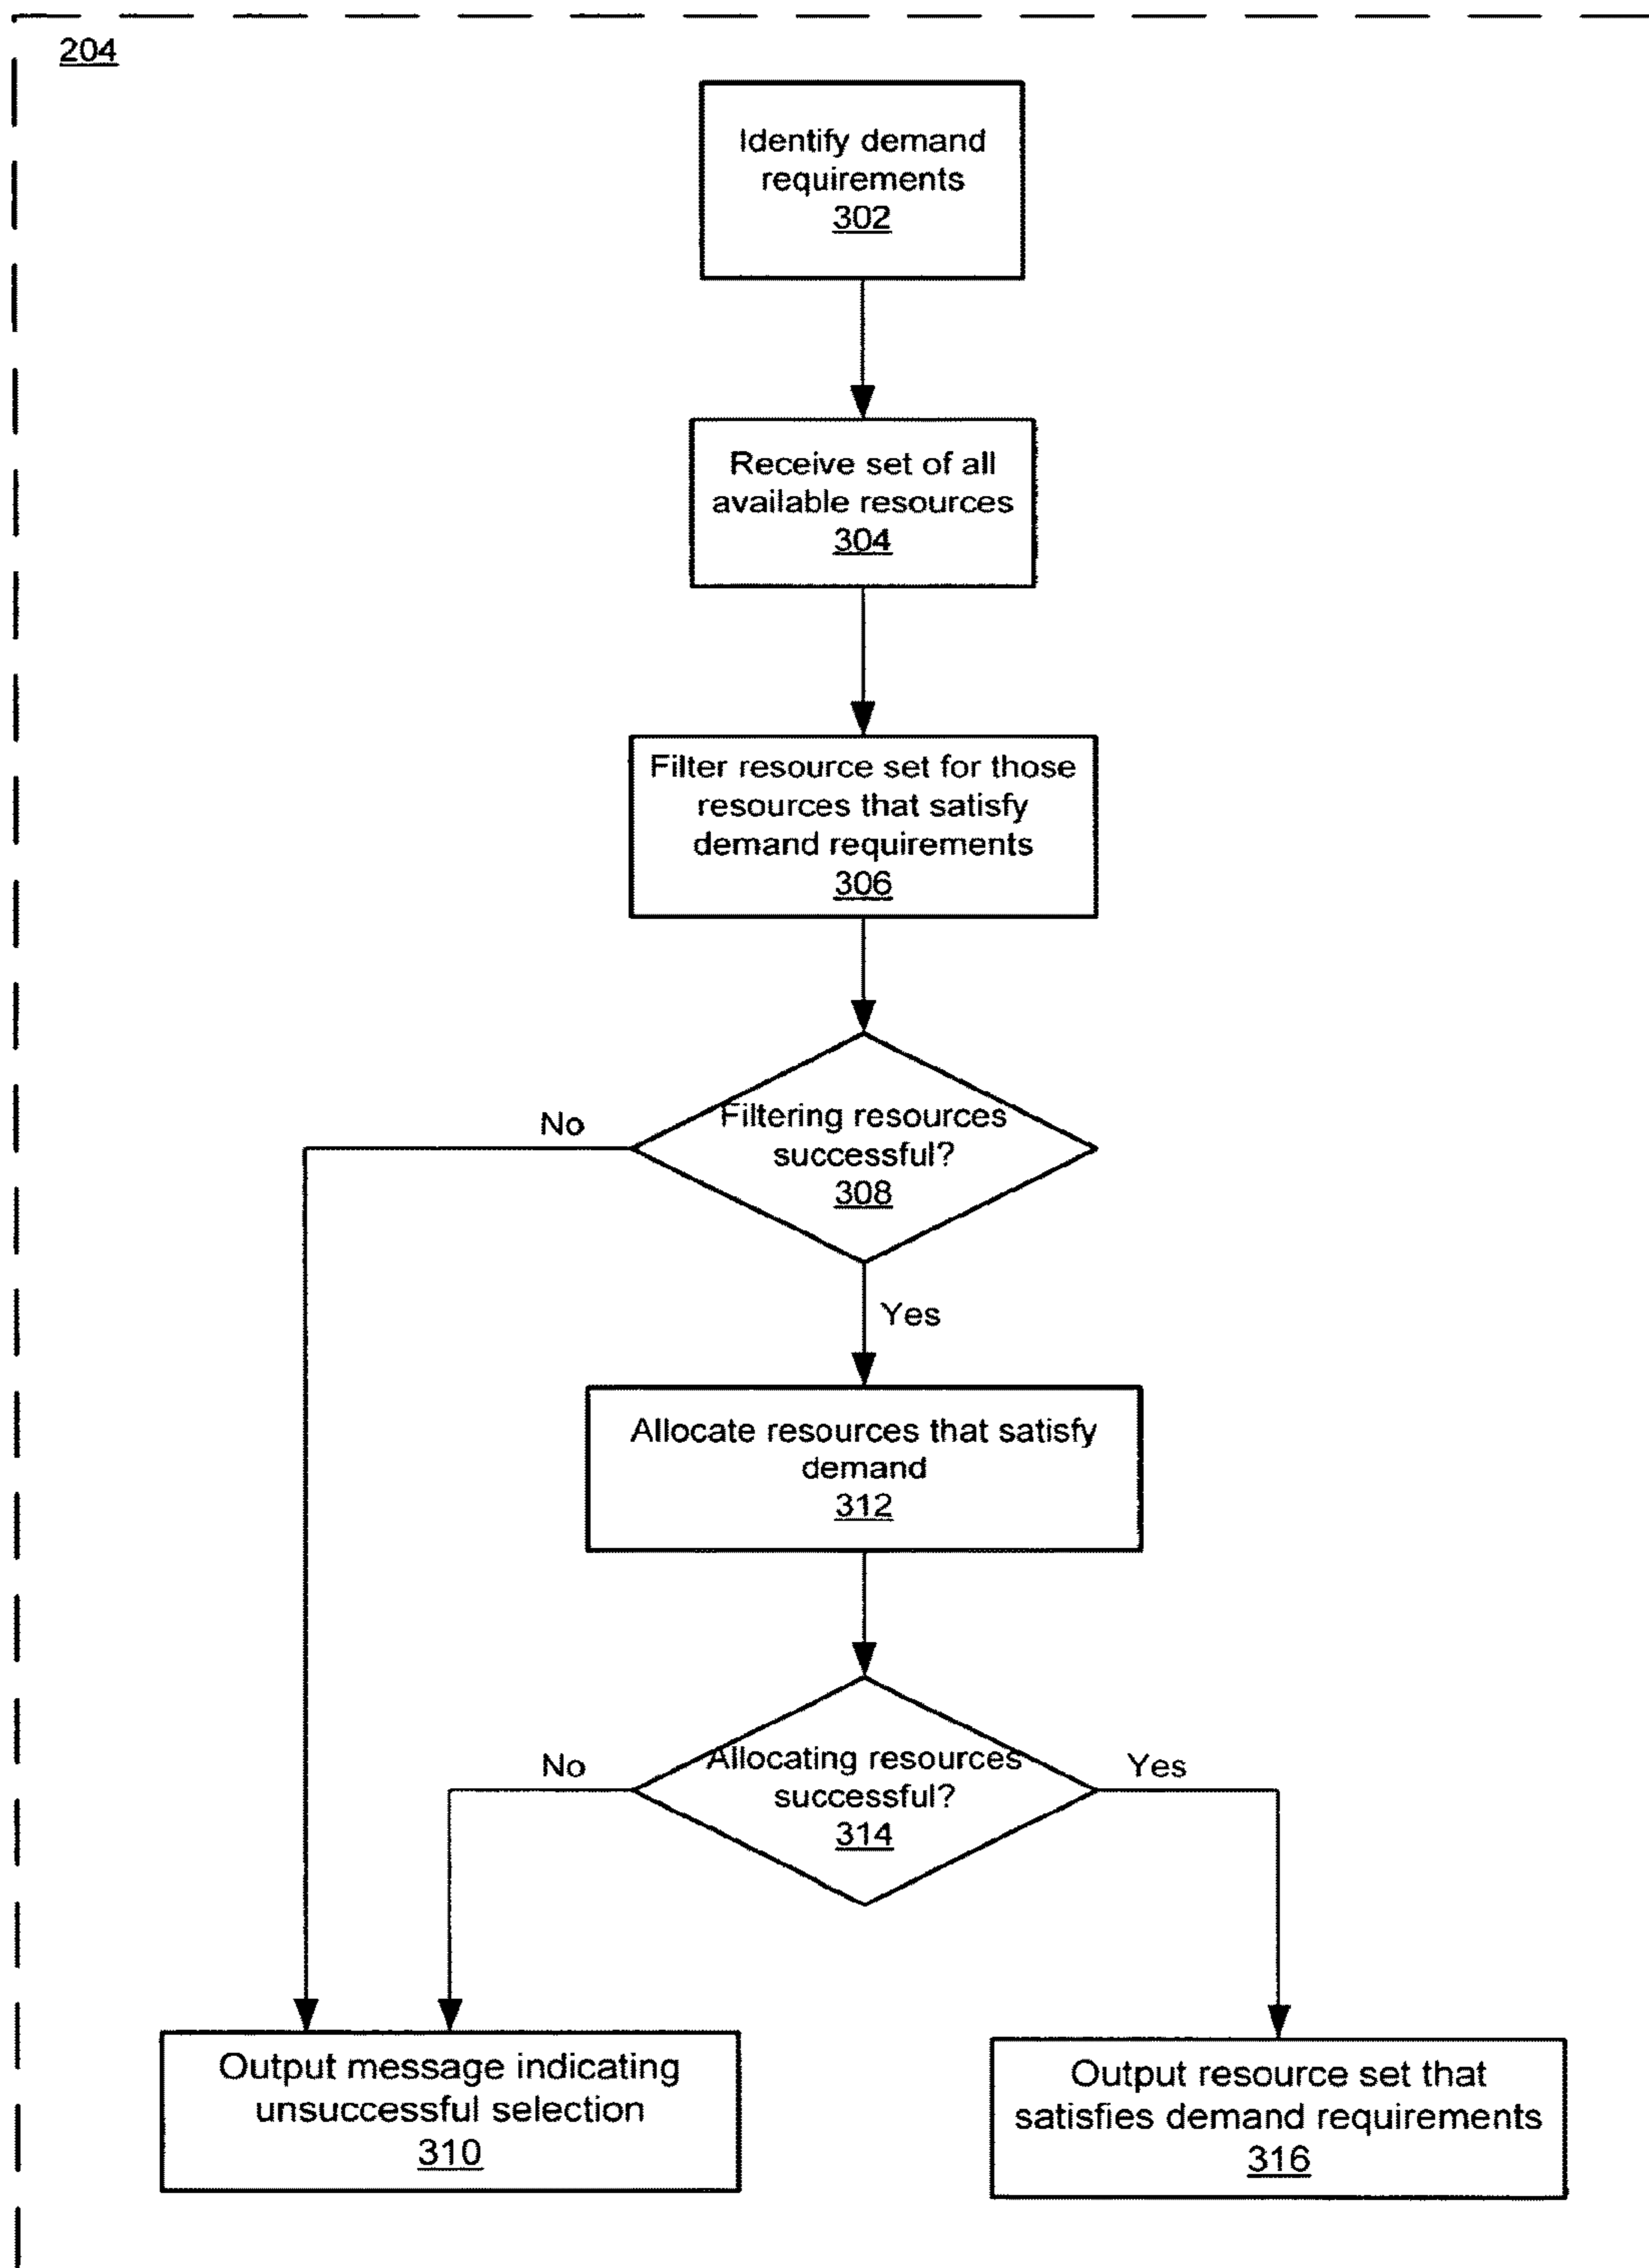 204
Identify demand
requirements
302
Receive set of all
available resources
304
Filter resource set for those
resources that satisfy
demand requirements
306
Filtering resources
successful?
308
No
Yes
Allocate resources that satisfy
demand
312
Allocating resources
successful?
314
No
Yes
Output message indicating
unsuccessful selection
310
Output resource set that
satisfies demand requirements
316